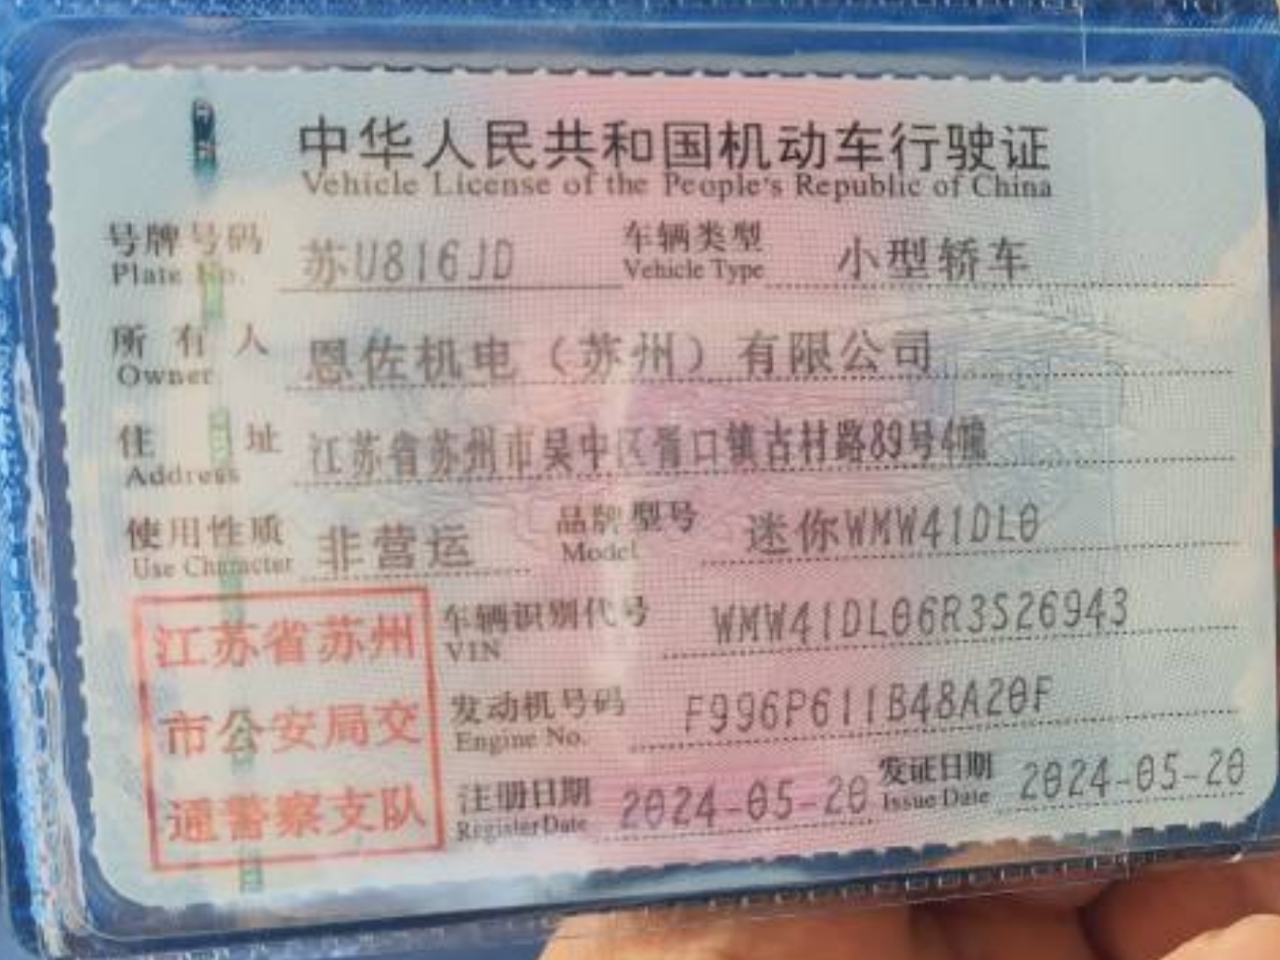 中华人民共和国机动车行驶证
Vehicle License of the People's Republic of China
号牌号码 苏U816JD 车辆类型 小型轿车
Plate No. Vehicle Type
所有人 恩佐机电（苏州）有限公司
Owner
住址 江苏省苏州市吴中区胥口镇古村路89号4幢
Address
使用性质 非营运 品牌型号 迷你WMW41DL0
Use Character Model
江苏省苏州
市公安局交
通警察支队
车辆识别代号 WMW41DL06R3S26943
VIN
发动机号码 F996P611B48A20F
Engine No.
注册日期 2024-05-20 发证日期 2024-05-20
Register Date Issue Date